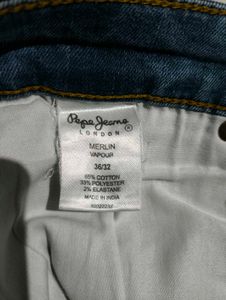 Pepe Jeans
LONDON ®
MERLIN
VAPOUR
36/32
65% COTTON
33% POLYESTER
2% ELASTANE
MADE IN INDIA